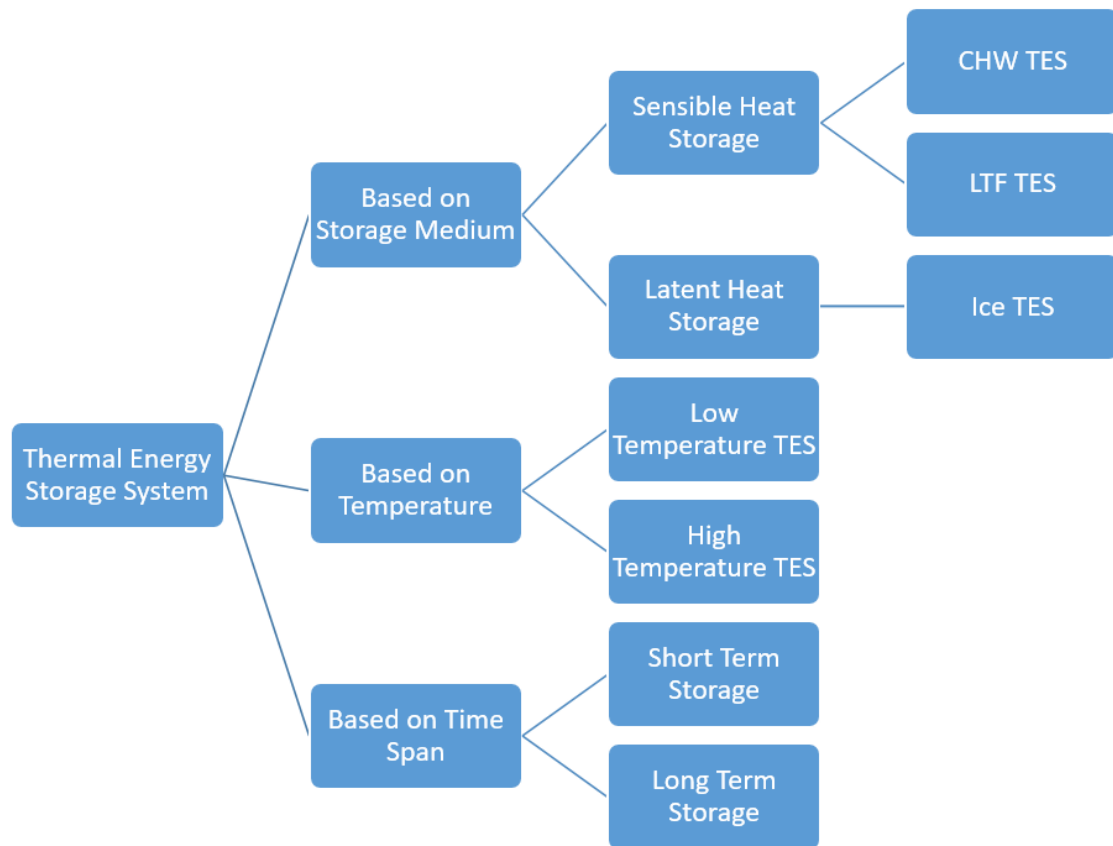 Thermal Energy
Storage System
Based on
Storage Medium
Sensible Heat
Storage
CHW TES
LTF TES
Latent Heat
Storage
Ice TES
Based on
Temperature
Low
Temperature TES
High
Temperature TES
Based on Time
Span
Short Term
Storage
Long Term
Storage